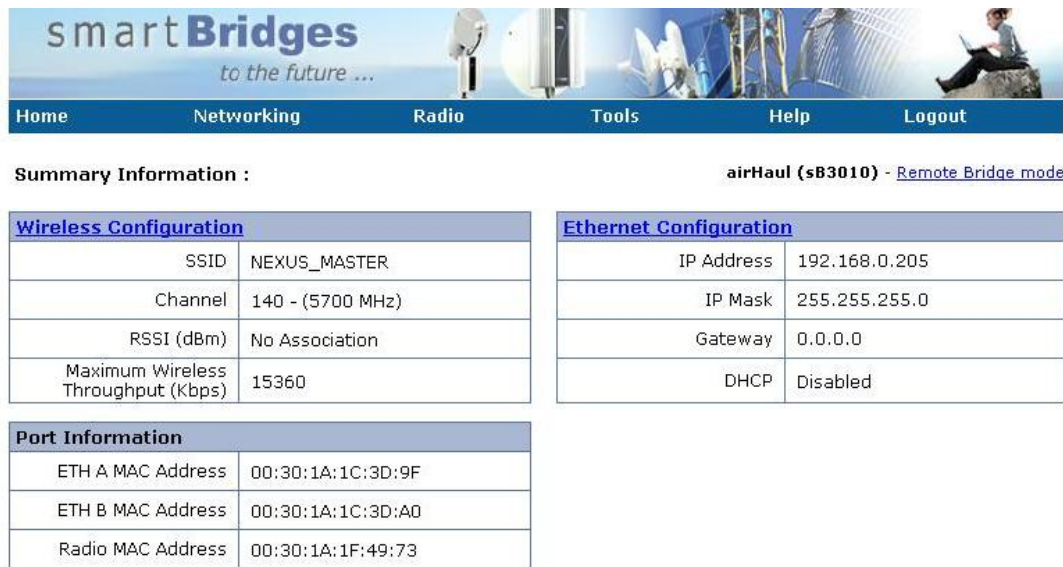 smartBridges
to the future ...
Home Networking Radio Tools Help Logout
Summary Information :
airHaul (sB3010) - Remote Bridge mode
Wireless Configuration
SSID NEXUS_MASTER
Channel 140 - (5700 MHz)
RSSI (dBm) No Association
Maximum Wireless
Throughput (Kbps) 15360
Ethernet Configuration
IP Address 192.168.0.205
IP Mask 255.255.255.0
Gateway 0.0.0.0
DHCP Disabled
Port Information
ETH A MAC Address 00:30:1A:1C:3D:9F
ETH B MAC Address 00:30:1A:1C:3D:A0
Radio MAC Address 00:30:1A:1F:49:73